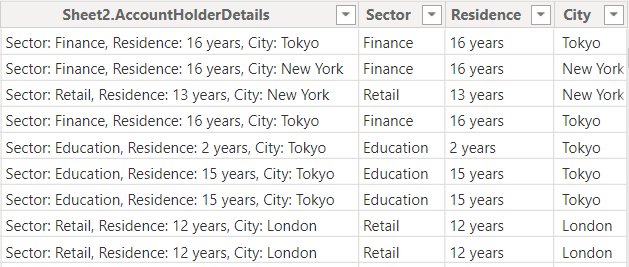 Sheet2.AccountHolderDetails Sector Residence City
Sector: Finance, Residence: 16 years, City: Tokyo Finance 16 years Tokyo
Sector: Finance, Residence: 16 years, City: New York Finance 16 years New York
Sector: Retail, Residence: 13 years, City: New York Retail 13 years New York
Sector: Finance, Residence: 16 years, City: Tokyo Finance 16 years Tokyo
Sector: Education, Residence: 2 years, City: Tokyo Education 2 years Tokyo
Sector: Education, Residence: 15 years, City: Tokyo Education 15 years Tokyo
Sector: Education, Residence: 15 years, City: Tokyo Education 15 years Tokyo
Sector: Retail, Residence: 12 years, City: London Retail 12 years London
Sector: Retail, Residence: 12 years, City: London Retail 12 years London